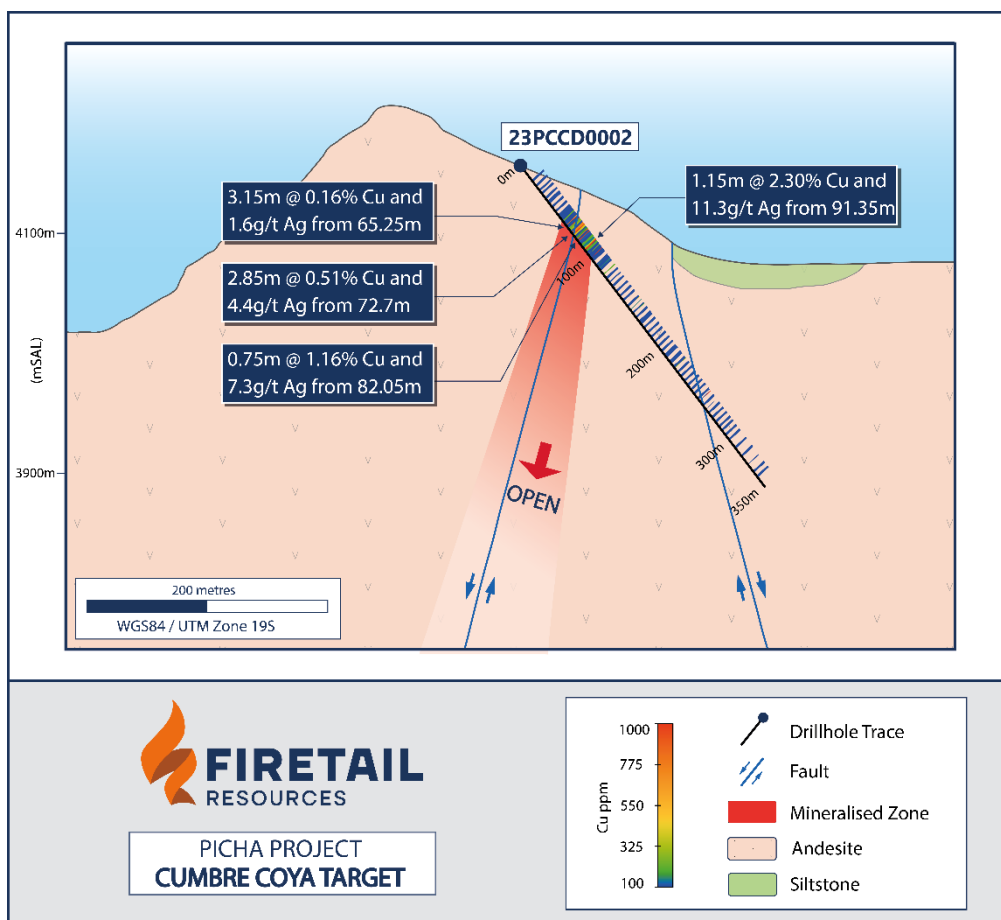 23PCCD0002
0m
3.15m @ 0.16% Cu and
1.6g/t Ag from 65.25m
1.15m @ 2.30% Cu and
11.3g/t Ag from 91.35m
4100m
2.85m @ 0.51% Cu and
4.4g/t Ag from 72.7m
100m
(mSAL)
0.75m @ 1.16% Cu and
7.3g/t Ag from 82.05m
200m
3900m
300m
OPEN
350m
200 metres
WGS84 / UTM Zone 19S
FIRETAIL
RESOURCES
PICHA PROJECT
CUMBRE COYA TARGET
Cu ppm
1000
775
550
325
100
Drillhole Trace
Fault
Mineralised Zone
Andesite
Siltstone